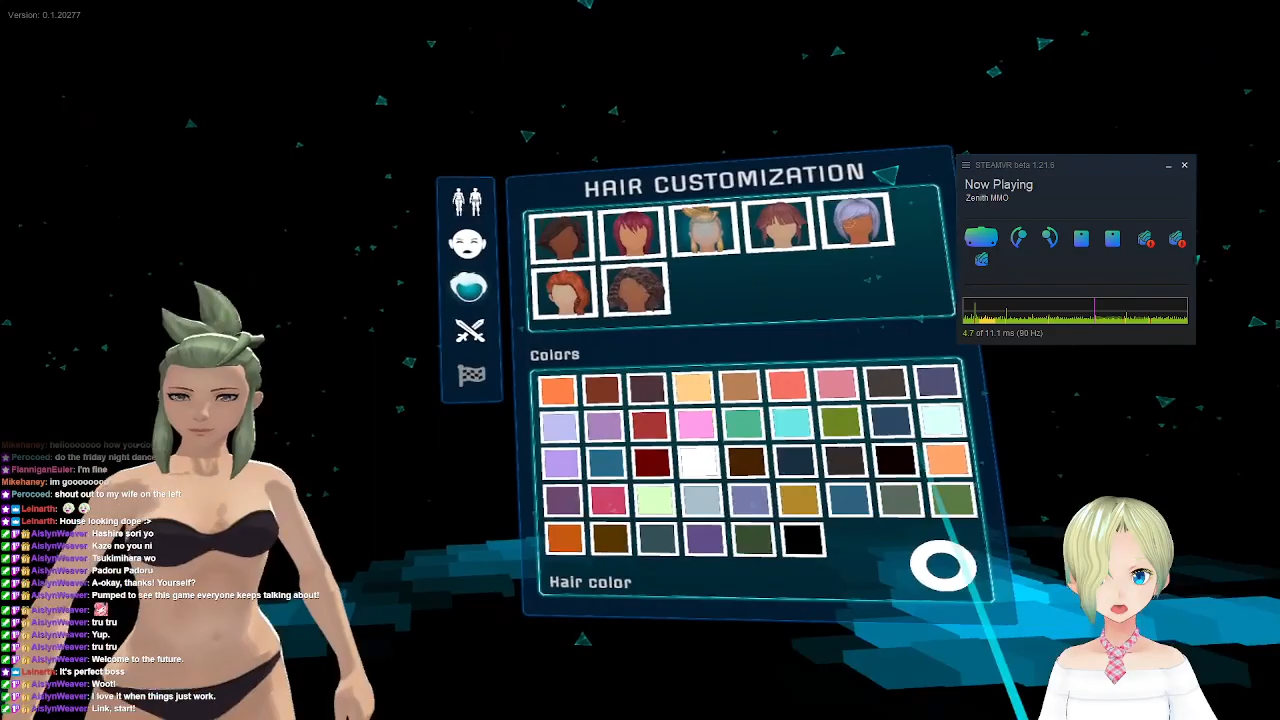 Version: 0.1.20277
HAIR CUSTOMIZATION
STEAMVR beta 1.21.6
Now Playing
Zenith MMO
4.7 of 11.1 ms (90 Hz)
Colors
Hair color
Mikehaney: hellooooooo how you do
Perocoed: do the friday night dance
FlanniganEuler: I'm fine
Mikehaney: im gooooooo
Perocoed: shout out to my wife on the left
Leinarth:
Leinarth: House looking dope :>
AislynWeaver: Hashire sori yo
AislynWeaver: Kaze no you ni
AislynWeaver: Tsukimihara wo
AislynWeaver: Padoru Padoru
AislynWeaver: A-okay, thanks! Yourself?
AislynWeaver: Pumped to see this game everyone keeps talking about!
AislynWeaver:
AislynWeaver: tru tru
AislynWeaver: Yup.
AislynWeaver: tru tru
AislynWeaver: Welcome to the future.
Leinarth: It's perfect boss
AislynWeaver: Woot!
AislynWeaver: I love it when things just work.
AislynWeaver: Link, start!